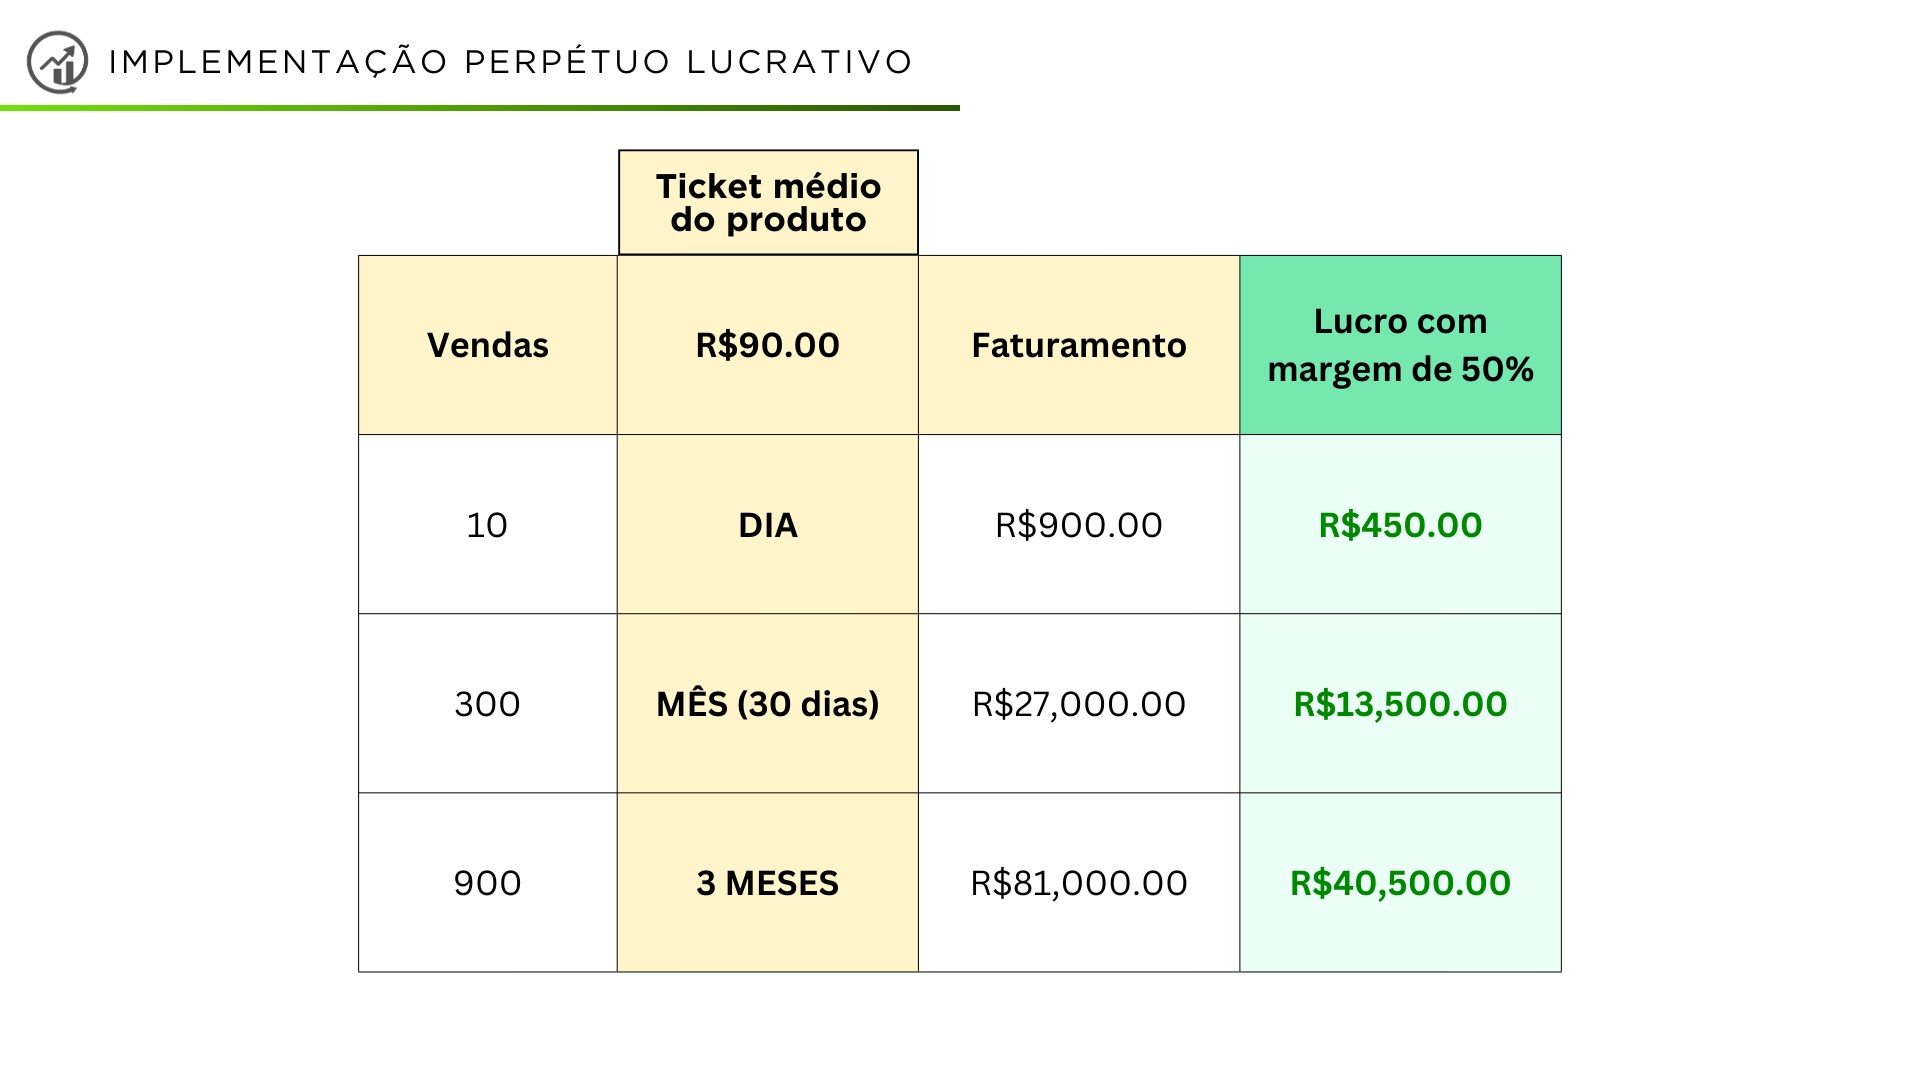 IMPLEMENTAÇÃO PERPÉTUO LUCRATIVO
Ticket médio
do produto
Vendas
R$90.00
Faturamento
Lucro com
margem de 50%
10
DIA
R$900.00
R$450.00
300
MÊS (30 dias)
R$27,000.00
R$13,500.00
900
3 MESES
R$81,000.00
R$40,500.00